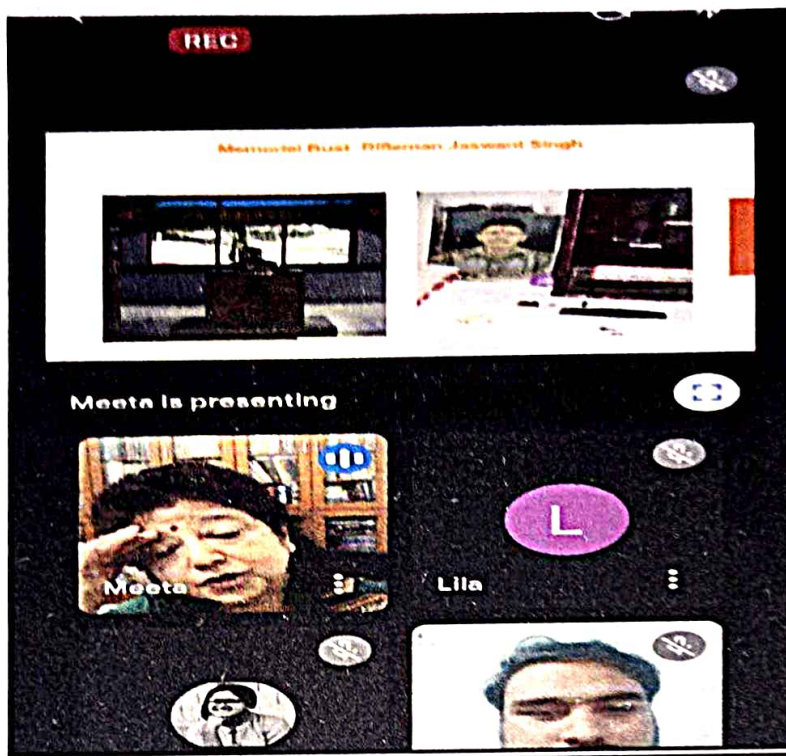 REC
Memorial Bust Rifleman Jaswant Singh
Meeta is presenting
L
Meeta
Lila